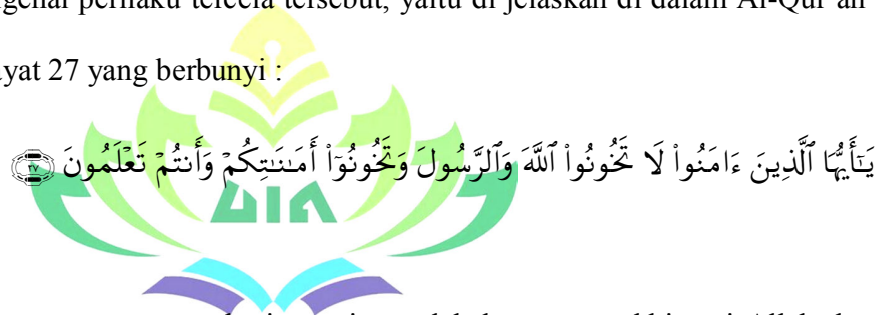 perilaku tercela tersebut, yaitu di jelaskan di dalam Al-Qur'an
ayat 27 yang berbunyi :
يَـٰٓأَيُّهَا ٱلَّذِينَ ءَامَنُوا۟ لَا تَخُونُوا۟ ٱللَّهَ وَٱلرَّسُولَ وَتَخُونُوٓا۟ أَمَـٰنَـٰتِكُمْ وَأَنتُمْ تَعْلَمُونَ ٢٧
UIN